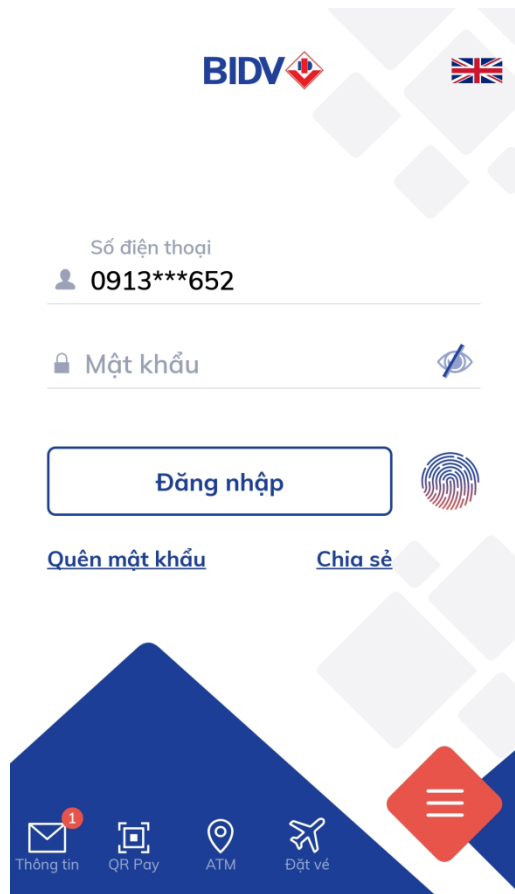 BIDV
Số điện thoại
0913***652
Mật khẩu
Đăng nhập
Quên mật khẩu Chia sẻ
1
Thông tin QR Pay ATM Đặt vé